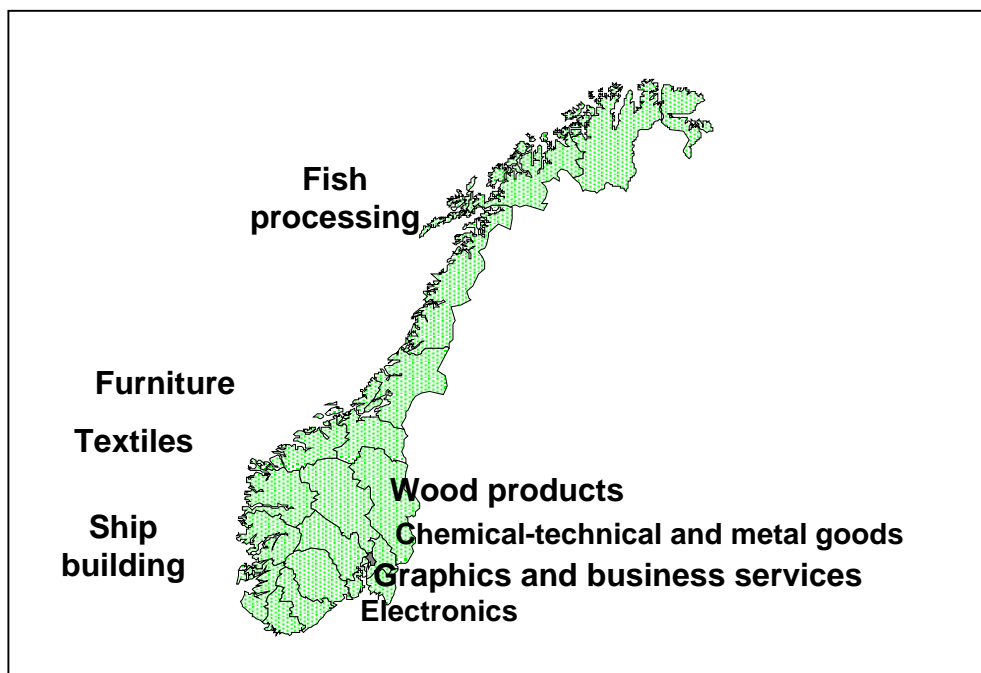 Fish
processing
Furniture
Textiles
Wood products
Ship
building
Chemical-technical and metal goods
Graphics and business services
Electronics